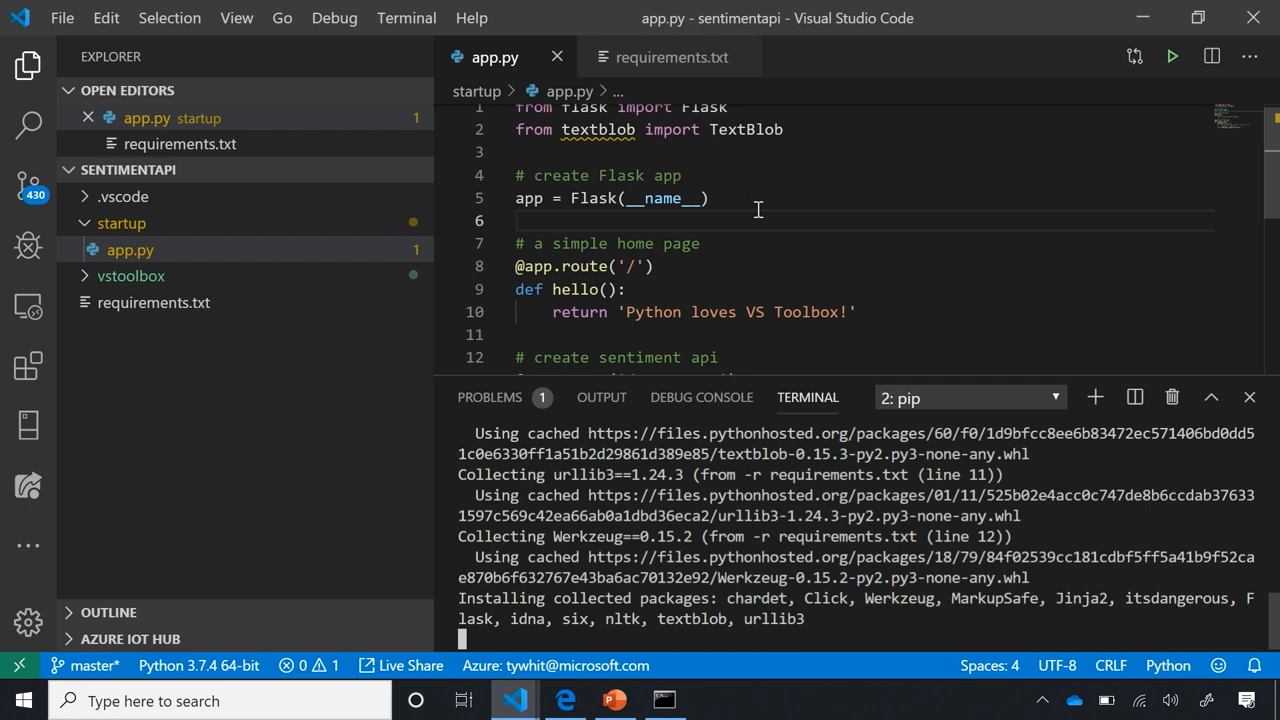 File Edit Selection View Go Debug Terminal Help
app.py - sentimentapi - Visual Studio Code
EXPLORER
OPEN EDITORS
app.py startup 1
requirements.txt
SENTIMENTAPI
.vscode
startup
app.py 1
vstoolbox
requirements.txt
OUTLINE
AZURE IOT HUB
430
app.py
requirements.txt
startup > app.py > ...
1 from flask import Flask
2 from textblob import TextBlob
3
4 # create Flask app
5 app = Flask(__name__)
6
7 # a simple home page
8 @app.route('/')
9 def hello():
10 return 'Python loves VS Toolbox!'
11
12 # create sentiment api
PROBLEMS 1 OUTPUT DEBUG CONSOLE TERMINAL 2: pip
Using cached https://files.pythonhosted.org/packages/60/f0/1d9bfcc8ee6b83472ec571406bd0dd5
1c0e6330ff1a51b2d29861d389e85/textblob-0.15.3-py2.py3-none-any.whl
Collecting urllib3==1.24.3 (from -r requirements.txt (line 11))
Using cached https://files.pythonhosted.org/packages/01/11/525b02e4acc0c747de8b6ccdab37633
1597c569c42ea66ab0a1dbd36eca2/urllib3-1.24.3-py2.py3-none-any.whl
Collecting Werkzeug==0.15.2 (from -r requirements.txt (line 12))
Using cached https://files.pythonhosted.org/packages/18/79/84f02539cc181cdbf5ff5a41b9f52ca
e870b6f632767e43ba6ac70132e92/Werkzeug-0.15.2-py2.py3-none-any.whl
Installing collected packages: chardet, Click, Werkzeug, MarkupSafe, Jinja2, itsdangerous, F
lask, idna, six, nltk, textblob, urllib3
master* Python 3.7.4 64-bit 0 1 Live Share Azure: tywhit@microsoft.com Spaces: 4 UTF-8 CRLF Python
Type here to search